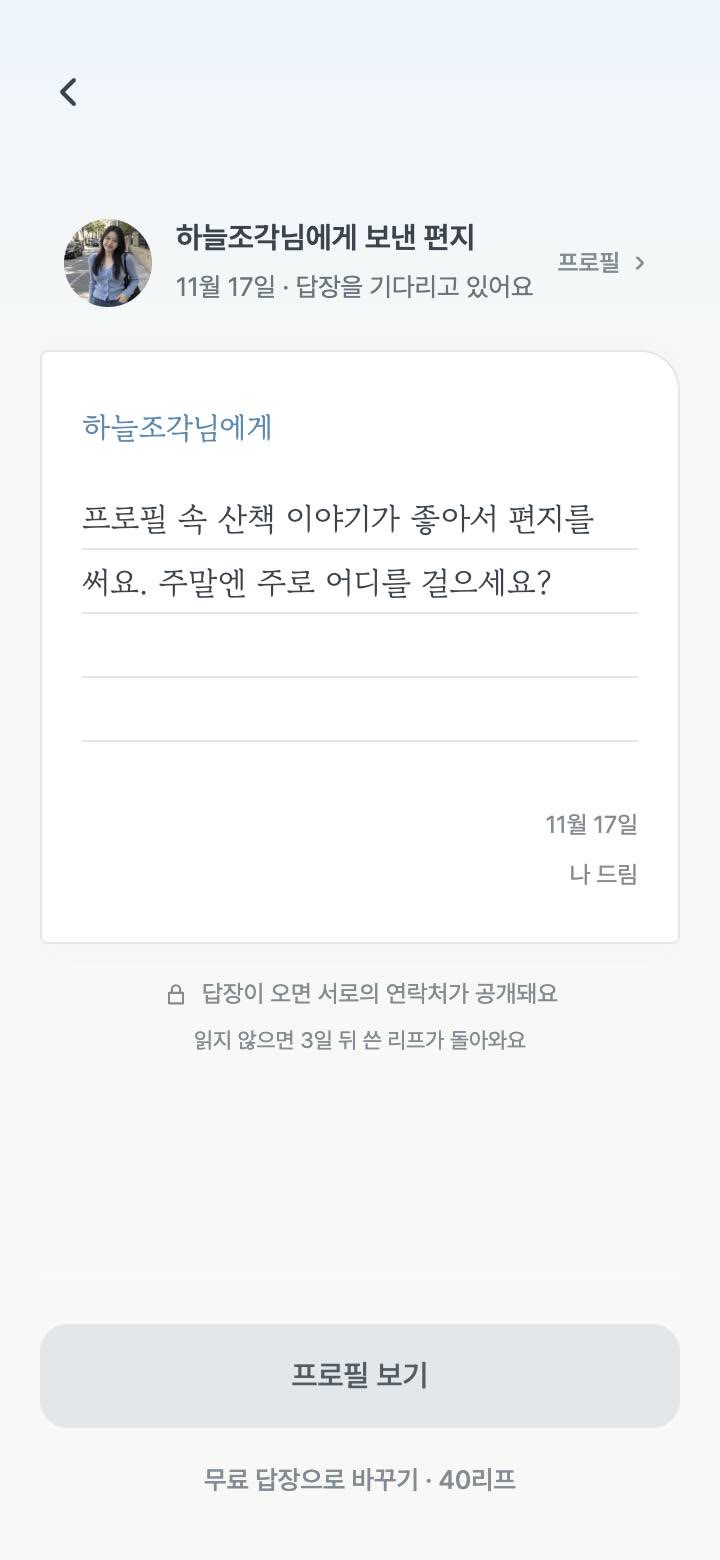 하늘조각님에게 보낸 편지
11월 17일 · 답장을 기다리고 있어요
프로필
하늘조각님에게
프로필 속 산책 이야기가 좋아서 편지를
써요. 주말엔 주로 어디를 걸으세요?
11월 17일
나 드림
답장이 오면 서로의 연락처가 공개돼요
읽지 않으면 3일 뒤 쓴 리프가 돌아와요
프로필 보기
무료 답장으로 바꾸기 · 40리프